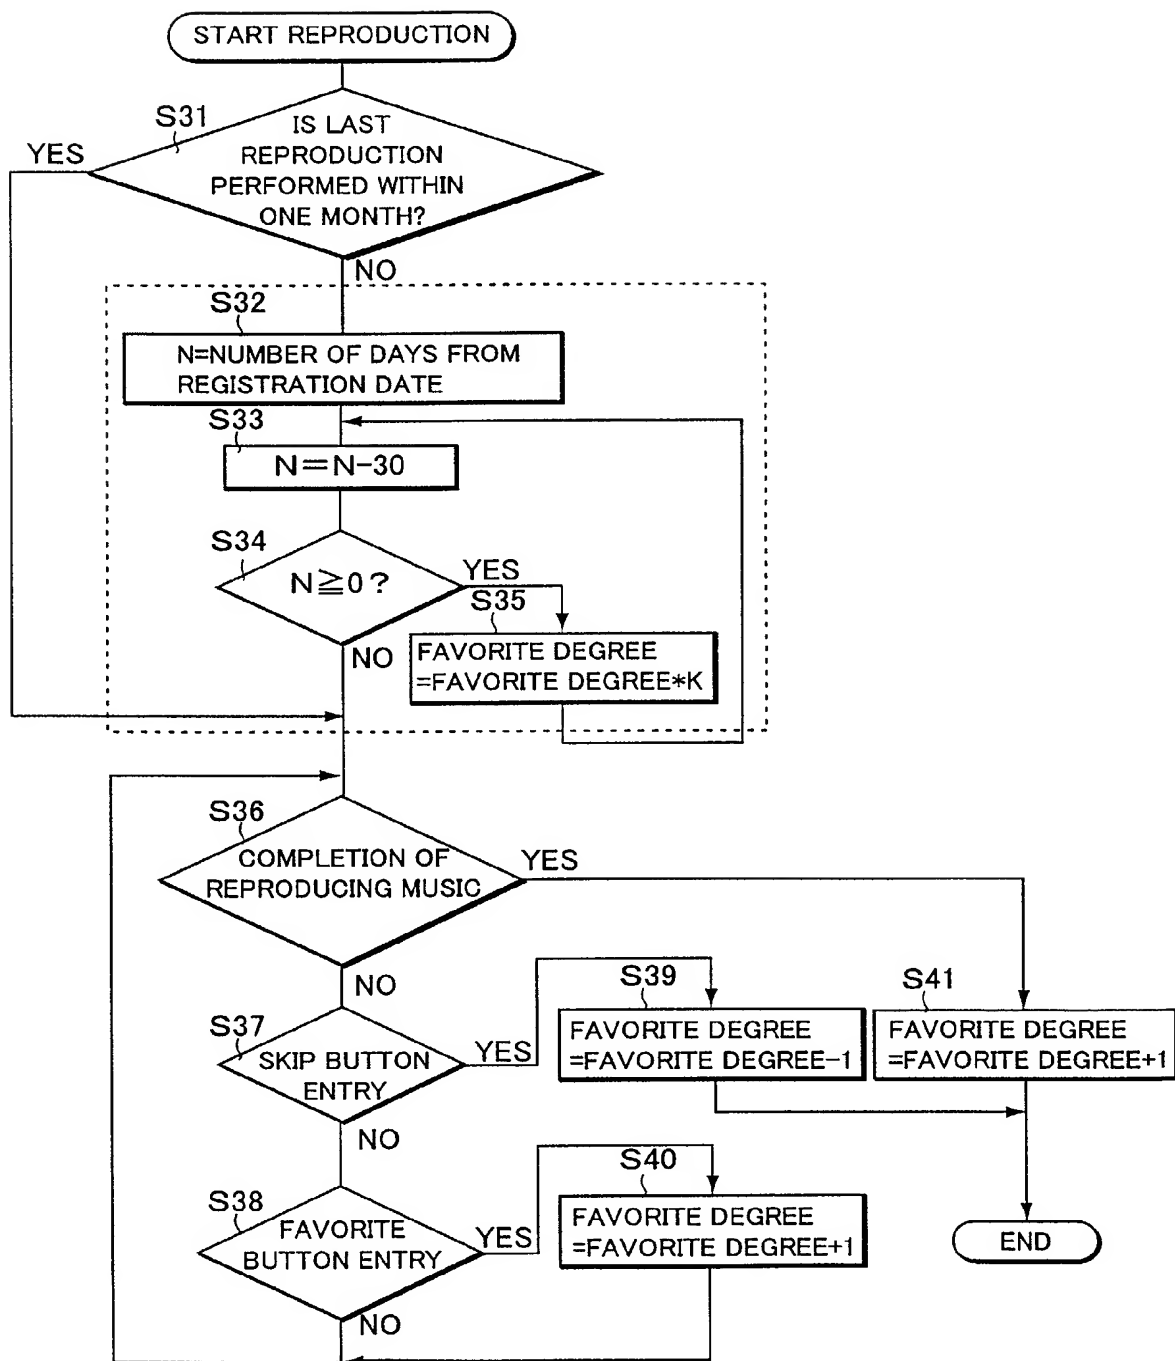 START REPRODUCTION
S31
IS LAST
REPRODUCTION
PERFORMED WITHIN
ONE MONTH?
YES
NO
S32
N=NUMBER OF DAYS FROM
REGISTRATION DATE
S33
N=N-30
S34
N≧0?
YES
S35
NO
FAVORITE DEGREE
=FAVORITE DEGREE*K
S36
COMPLETION OF
REPRODUCING MUSIC
YES
NO
S37
SKIP BUTTON
ENTRY
YES
S39
FAVORITE DEGREE
=FAVORITE DEGREE-1
S41
FAVORITE DEGREE
=FAVORITE DEGREE+1
NO
S38
FAVORITE
BUTTON ENTRY
YES
S40
FAVORITE DEGREE
=FAVORITE DEGREE+1
END
NO